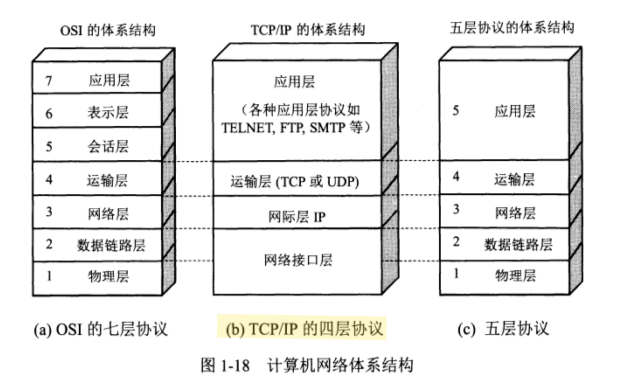 OSI 的体系结构
7 应用层
6 表示层
5 会话层
4 运输层
3 网络层
2 数据链路层
1 物理层
(a) OSI 的七层协议
TCP/IP 的体系结构
应用层
（各种应用层协议如
TELNET, FTP, SMTP 等）
运输层 (TCP 或 UDP)
网际层 IP
网络接口层
(b) TCP/IP 的四层协议
五层协议的体系结构
5 应用层
4 运输层
3 网络层
2 数据链路层
1 物理层
(c) 五层协议
图 1-18 计算机网络体系结构